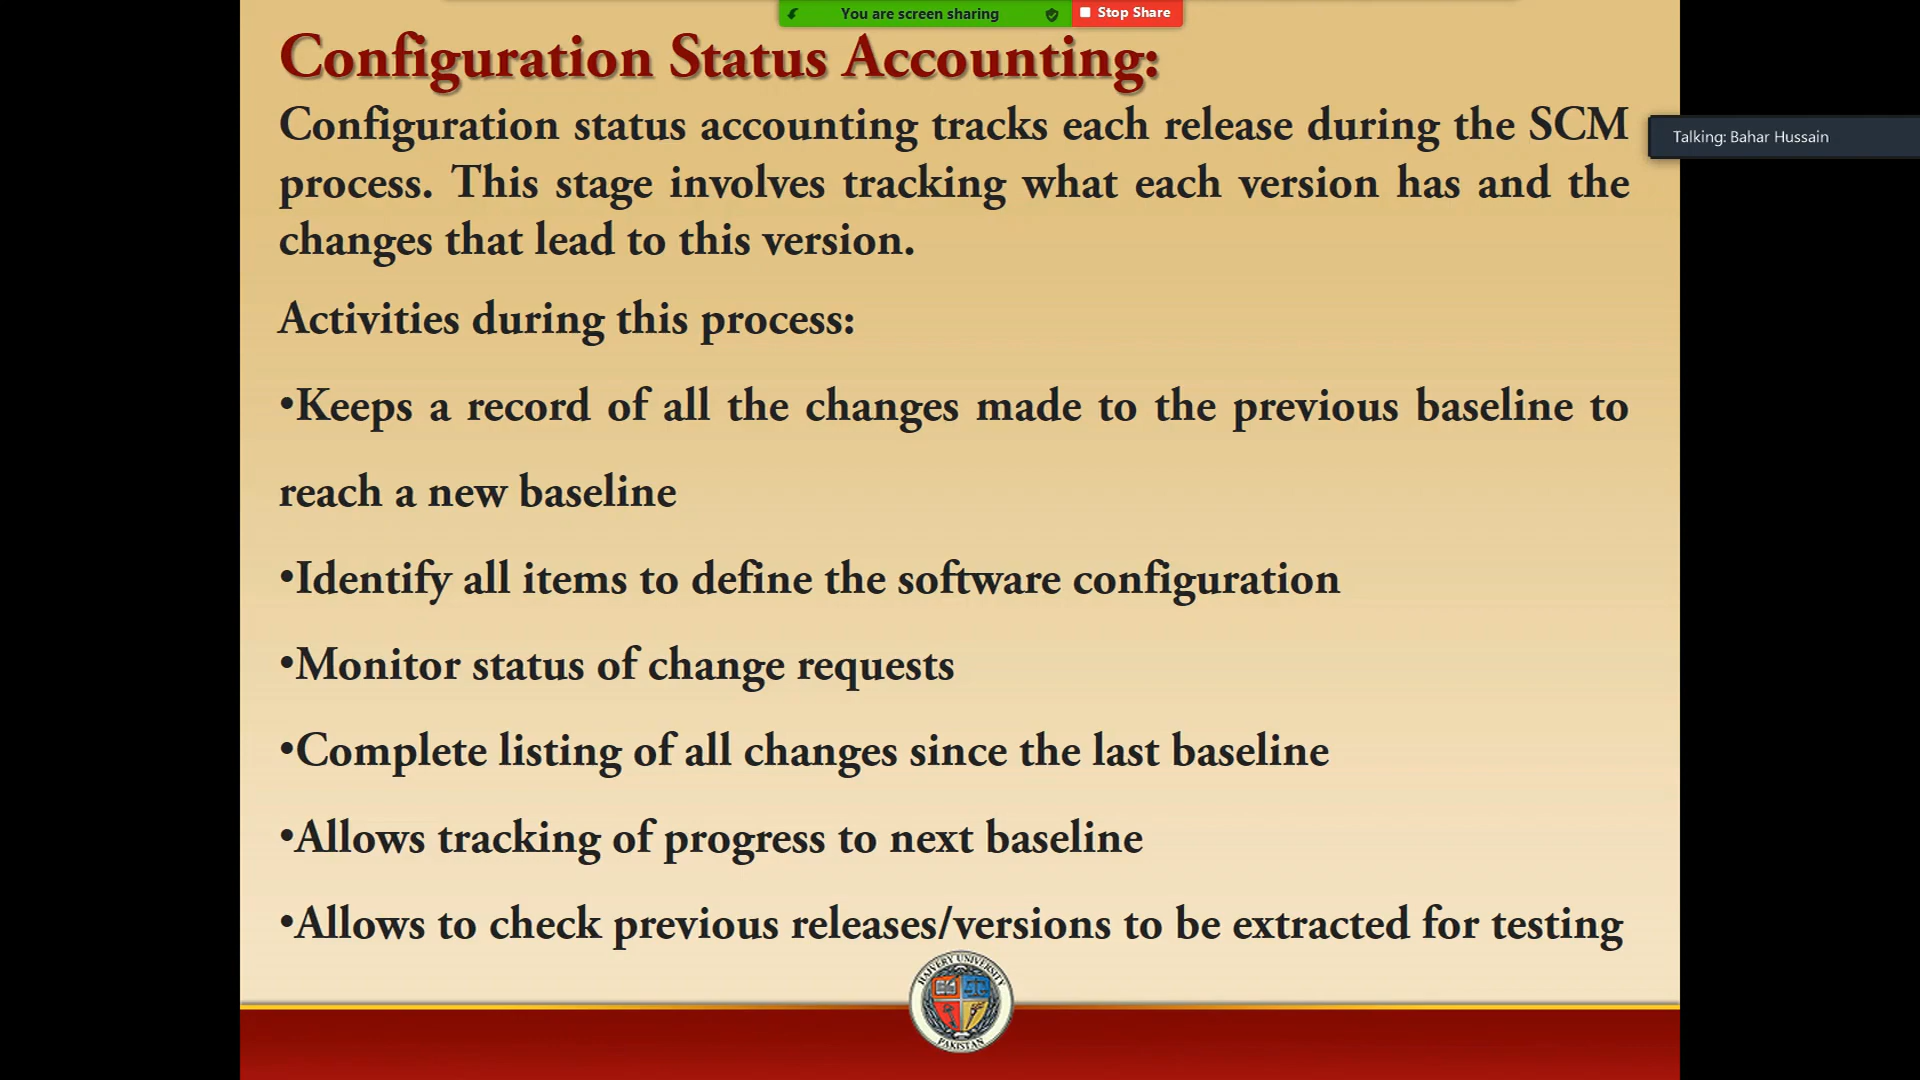 You are screen sharing
Stop Share
Configuration Status Accounting:
Talking: Bahar Hussain
Configuration status accounting tracks each release during the SCM
process. This stage involves tracking what each version has and the
changes that lead to this version.
Activities during this process:
•Keeps a record of all the changes made to the previous baseline to
reach a new baseline
•Identify all items to define the software configuration
•Monitor status of change requests
•Complete listing of all changes since the last baseline
•Allows tracking of progress to next baseline
•Allows to check previous releases/versions to be extracted for testing
UNIVERSITY
PAKISTAN